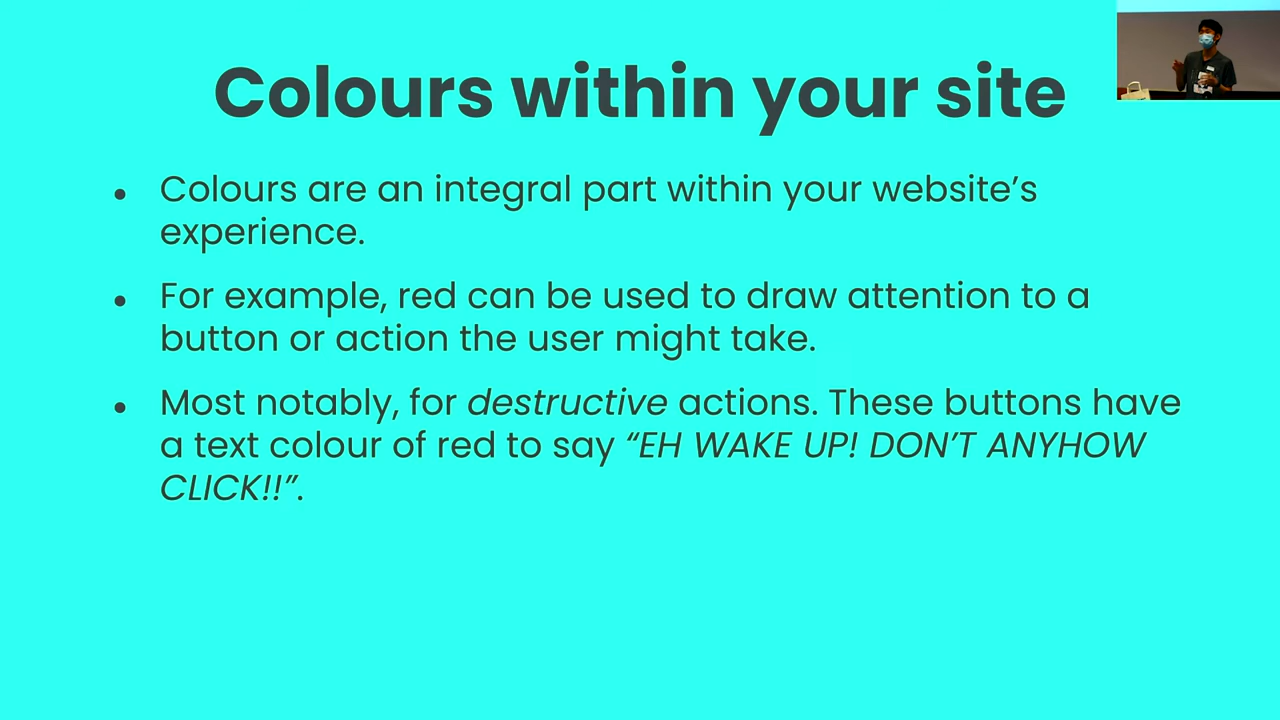 Colours within your site
• Colours are an integral part within your website’s
experience.
• For example, red can be used to draw attention to a
button or action the user might take.
• Most notably, for destructive actions. These buttons have
a text colour of red to say “EH WAKE UP! DON’T ANYHOW
CLICK!!”.